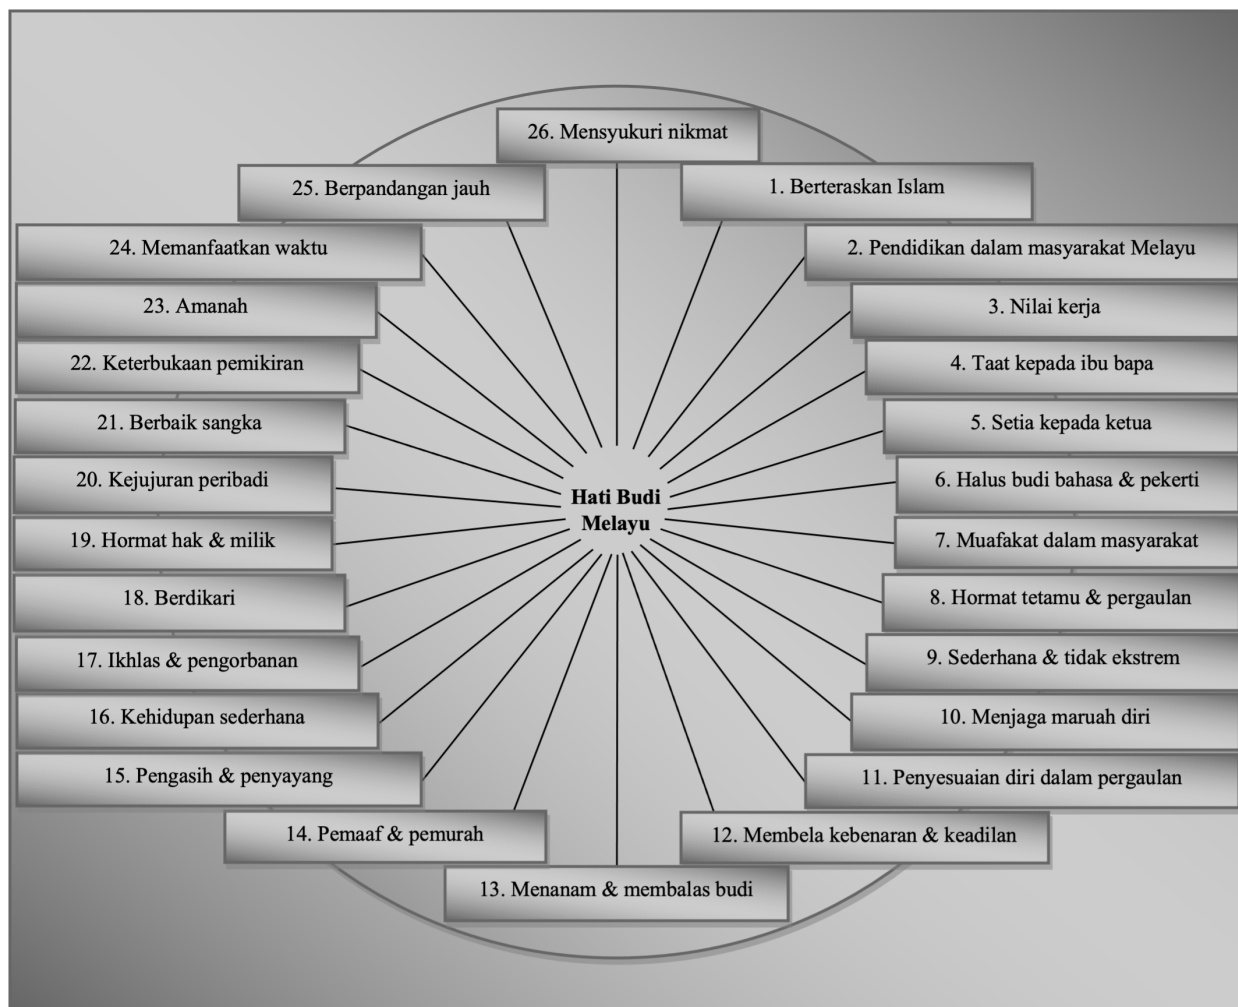 26. Mensyukuri nikmat
25. Berpandangan jauh
1. Berteraskan Islam
24. Memanfaatkan waktu
2. Pendidikan dalam masyarakat Melayu
23. Amanah
3. Nilai kerja
22. Keterbukaan pemikiran
4. Taat kepada ibu bapa
21. Berbaik sangka
5. Setia kepada ketua
20. Kejujuran peribadi
6. Halus budi bahasa & pekerti
Hati Budi
Melayu
19. Hormat hak & milik
7. Muafakat dalam masyarakat
18. Berdikari
8. Hormat tetamu & pergaulan
17. Ikhlas & pengorbanan
9. Sederhana & tidak ekstrem
16. Kehidupan sederhana
10. Menjaga maruah diri
15. Pengasih & penyayang
11. Penyesuaian diri dalam pergaulan
14. Pemaaf & pemurah
12. Membela kebenaran & keadilan
13. Menanam & membalas budi